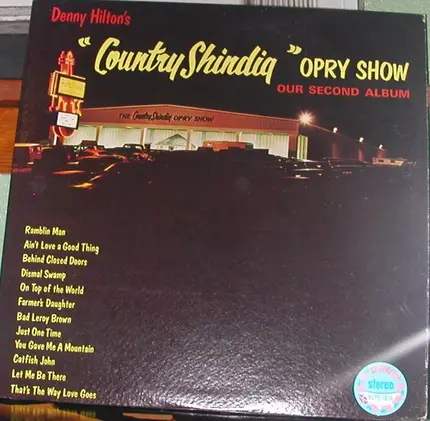 Denny Hilton's
"Country Shindig" OPRY SHOW
OUR SECOND ALBUM
THE Country Shindig OPRY SHOW
Ramblin Man
Ain't Love a Good Thing
Behind Closed Doors
Dismal Swamp
On Top of the World
Farmer's Daughter
Bad Leroy Brown
Just One Time
You Gave Me A Mountain
Catfish John
Let Me Be There
That's The Way Love Goes
stereo